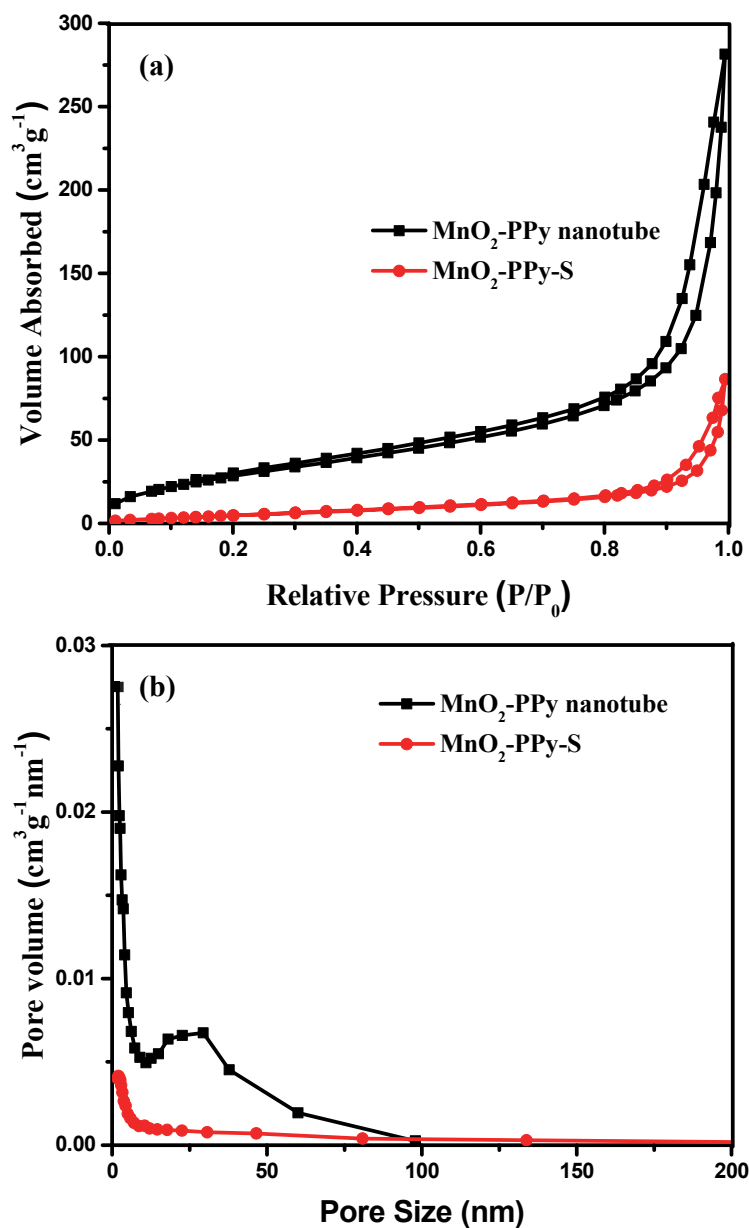 (a)
Volume Absorbed (cm³g⁻¹)
300
250
200
150
100
50
0
MnO₂-PPy nanotube
MnO₂-PPy-S
0.0 0.2 0.4 0.6 0.8 1.0
Relative Pressure (P/P₀)
(b)
Pore volume (cm³g⁻¹nm⁻¹)
0.03
0.02
0.01
0.00
MnO₂-PPy nanotube
MnO₂-PPy-S
0 50 100 150 200
Pore Size (nm)